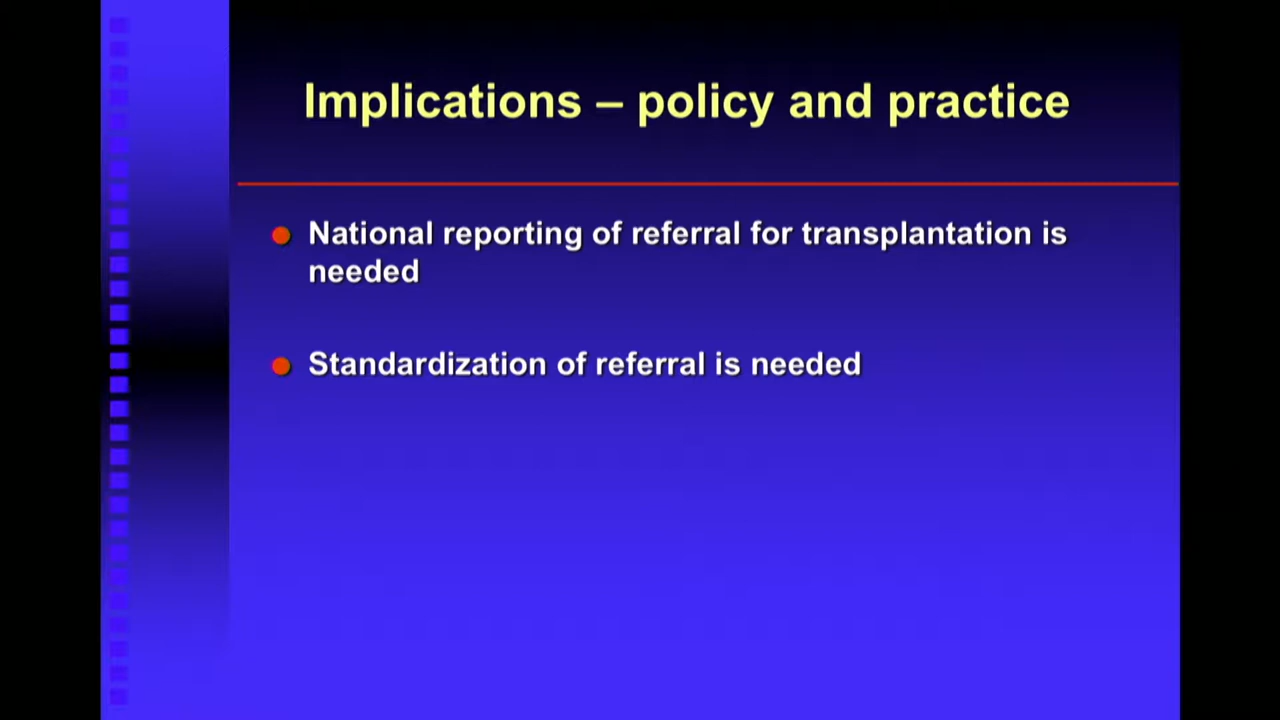 Implications – policy and practice
National reporting of referral for transplantation is
needed
Standardization of referral is needed